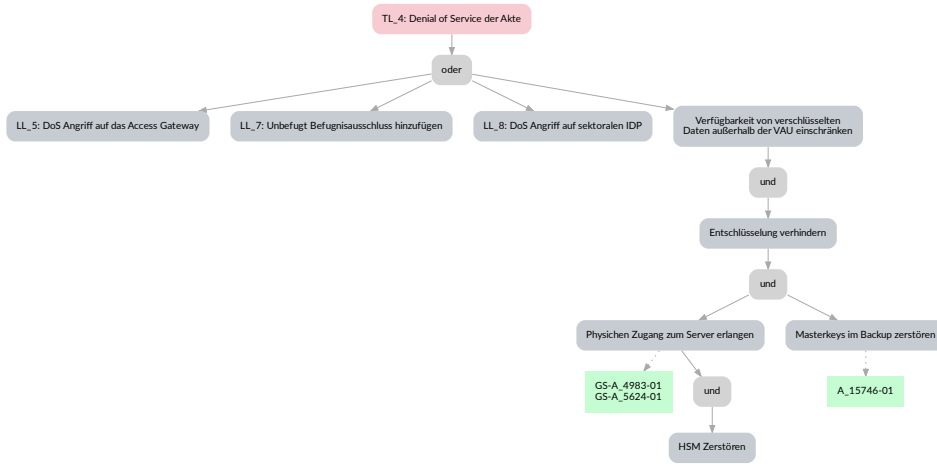 TL_4: Denial of Service der Akte
oder
LL_5: DoS Angriff auf das Access Gateway
LL_7: Unbefugt Befugnisausschluss hinzufügen
LL_8: DoS Angriff auf sektoralen IDP
Verfügbarkeit von verschlüsselten
Daten außerhalb der VAU einschränken
und
Entschlüsselung verhindern
und
Physichen Zugang zum Server erlangen
Masterkeys im Backup zerstören
GS-A_4983-01
GS-A_5624-01
und
A_15746-01
HSM Zerstören